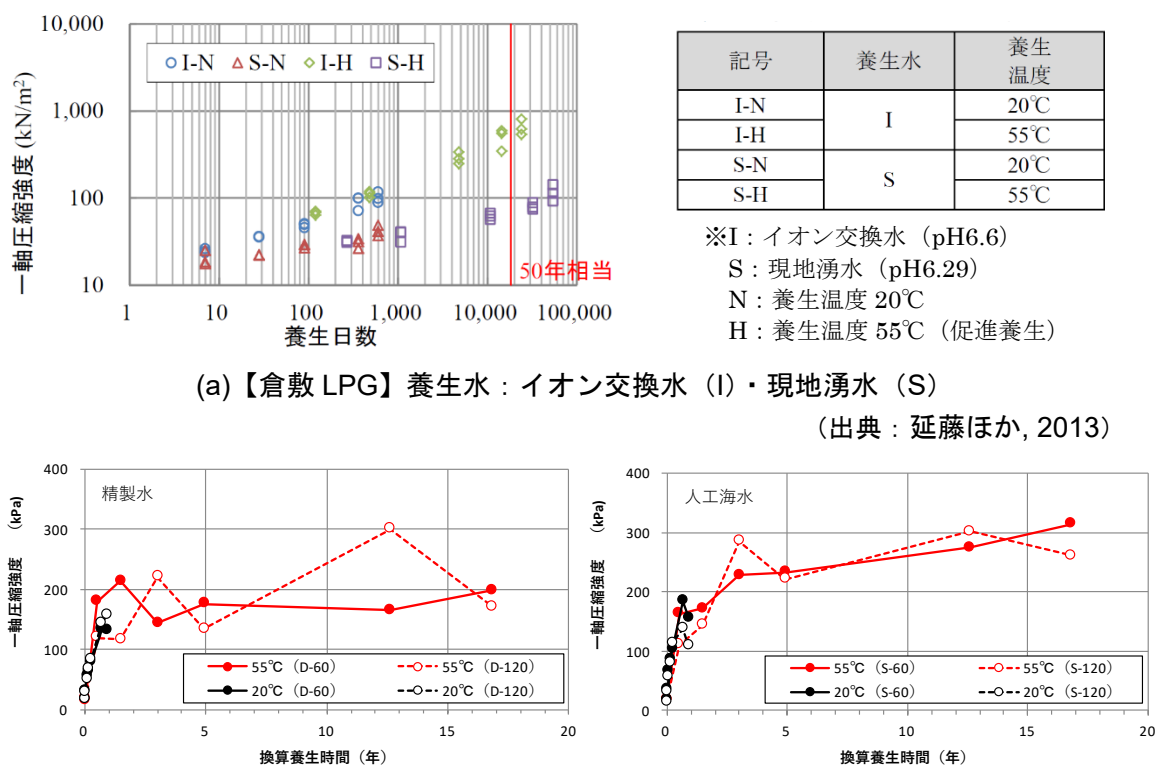 10,000
1,000
100
10
一軸圧縮強度 (kN/m²)
I-N S-N I-H S-H
50年相当
1 10 100 1,000 10,000 100,000
養生日数
記号 養生水 養生温度
I-N I 20℃
I-H 55℃
S-N S 20℃
S-H 55℃
※I：イオン交換水（pH6.6）
S：現地湧水（pH6.29）
N：養生温度 20℃
H：養生温度 55℃（促進養生）
(a)【倉敷 LPG】養生水：イオン交換水（I）・現地湧水（S）
（出典：延藤ほか, 2013）
400
300
200
100
0
一軸圧縮強度 （kPa）
精製水
55℃（D-60） 55℃（D-120）
20℃（D-60） 20℃（D-120）
0 5 10 15 20
換算養生時間（年）
400
300
200
100
0
一軸圧縮強度 （kPa）
人工海水
55℃（S-60） 55℃（S-120）
20℃（S-60） 20℃（S-120）
0 5 10 15 20
換算養生時間（年）